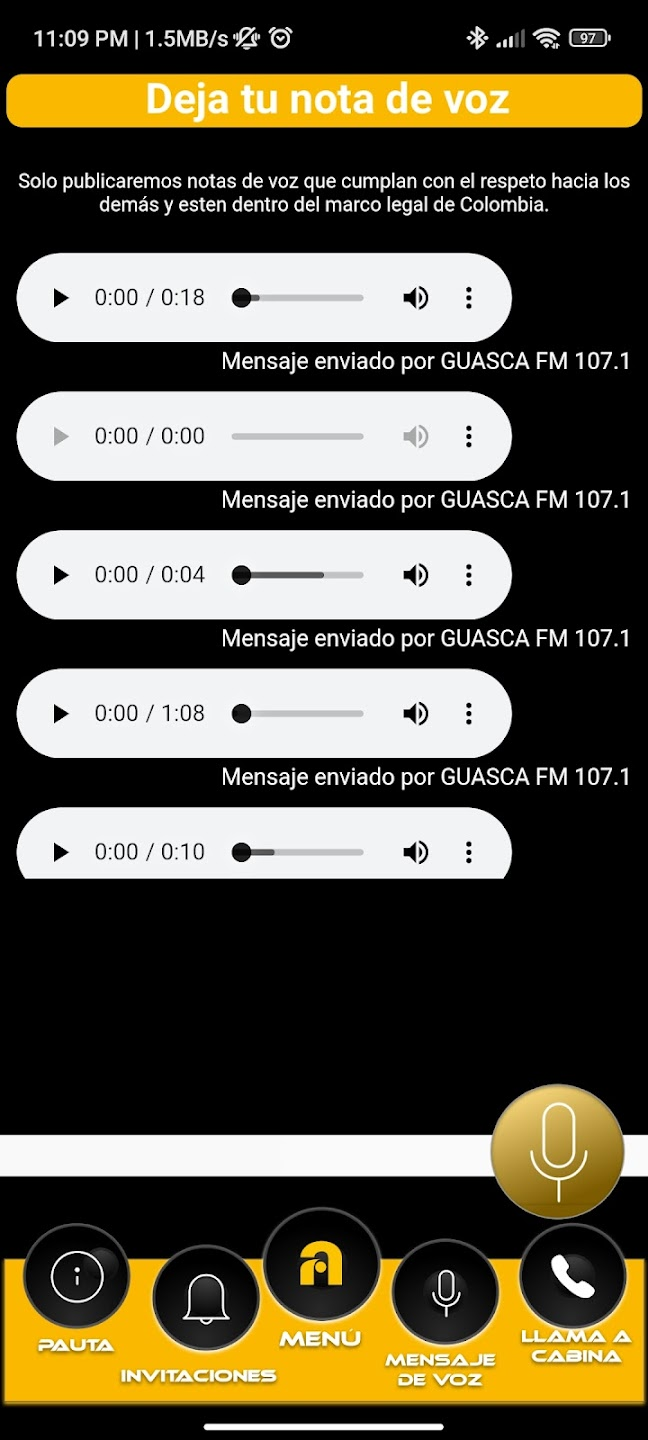 11:09 PM | 1.5MB/s
97
Deja tu nota de voz
Solo publicaremos notas de voz que cumplan con el respeto hacia los
demás y esten dentro del marco legal de Colombia.
0:00 / 0:18
Mensaje enviado por GUASCA FM 107.1
0:00 / 0:00
Mensaje enviado por GUASCA FM 107.1
0:00 / 0:04
Mensaje enviado por GUASCA FM 107.1
0:00 / 1:08
Mensaje enviado por GUASCA FM 107.1
0:00 / 0:10
PAUTA
INVITACIONES
MENÚ
MENSAJE
DE VOZ
LLAMA A
CABINA